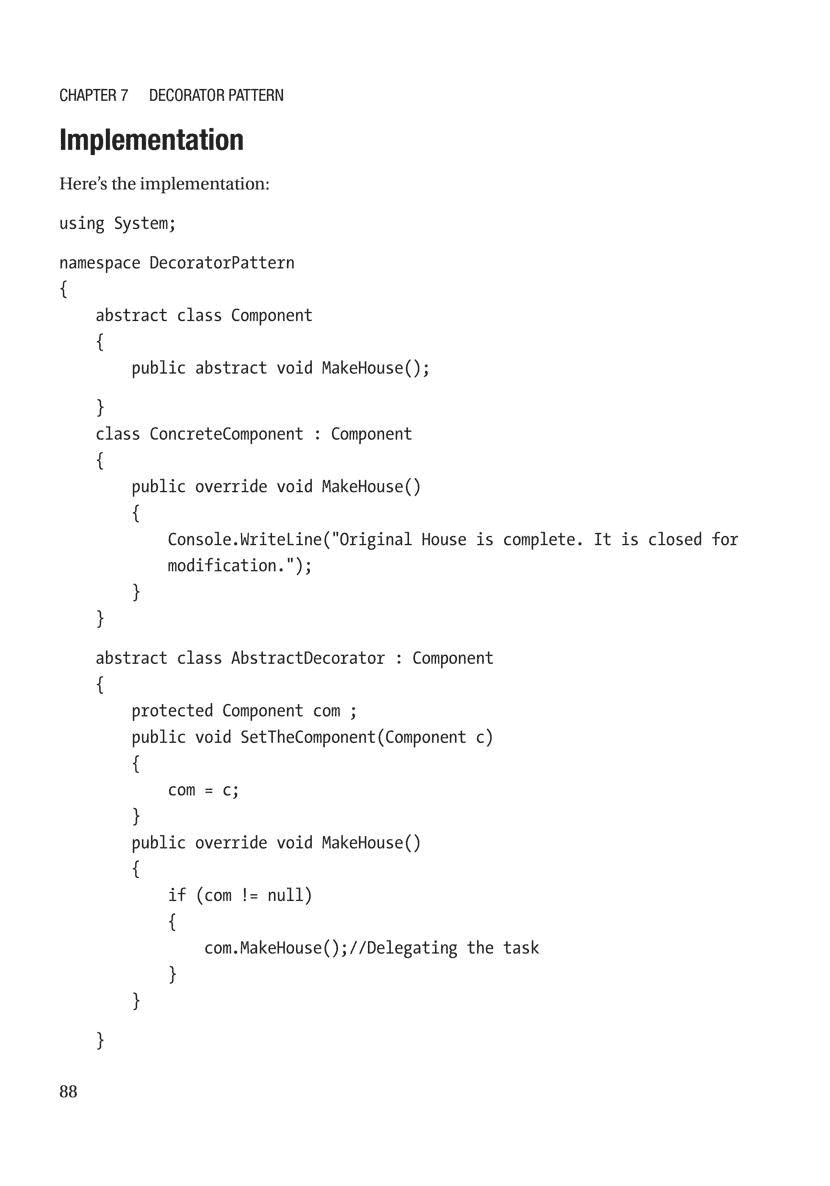 CHAPTER 7 DECORATOR PATTERN
Implementation
Here’s the implementation:
using System;
namespace DecoratorPattern
{
    abstract class Component
    {
        public abstract void MakeHouse();
    }
    class ConcreteComponent : Component
    {
        public override void MakeHouse()
        {
            Console.WriteLine("Original House is complete. It is closed for
            modification.");
        }
    }
    abstract class AbstractDecorator : Component
    {
        protected Component com ;
        public void SetTheComponent(Component c)
        {
            com = c;
        }
        public override void MakeHouse()
        {
            if (com != null)
            {
                com.MakeHouse();//Delegating the task
            }
        }
    }
88